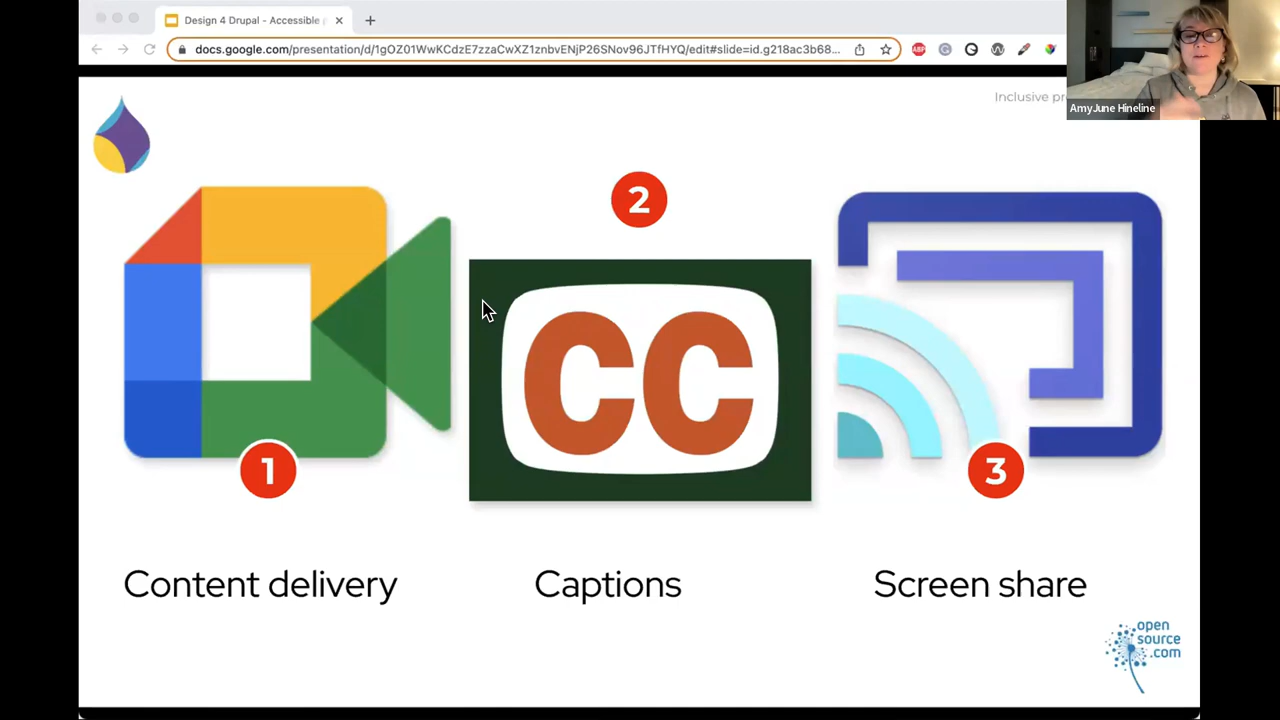 Design 4 Drupal - Accessible
docs.google.com/presentation/d/1gOZ01WwKCdzE7zzaCwXZ1znbvENjP26SNov96JTfHYQ/edit#slide=id.g218ac3b68...
ABP
AmyJune Hineline
Inclusive
2
CC
1
3
Content delivery
Captions
Screen share
open
source
.com